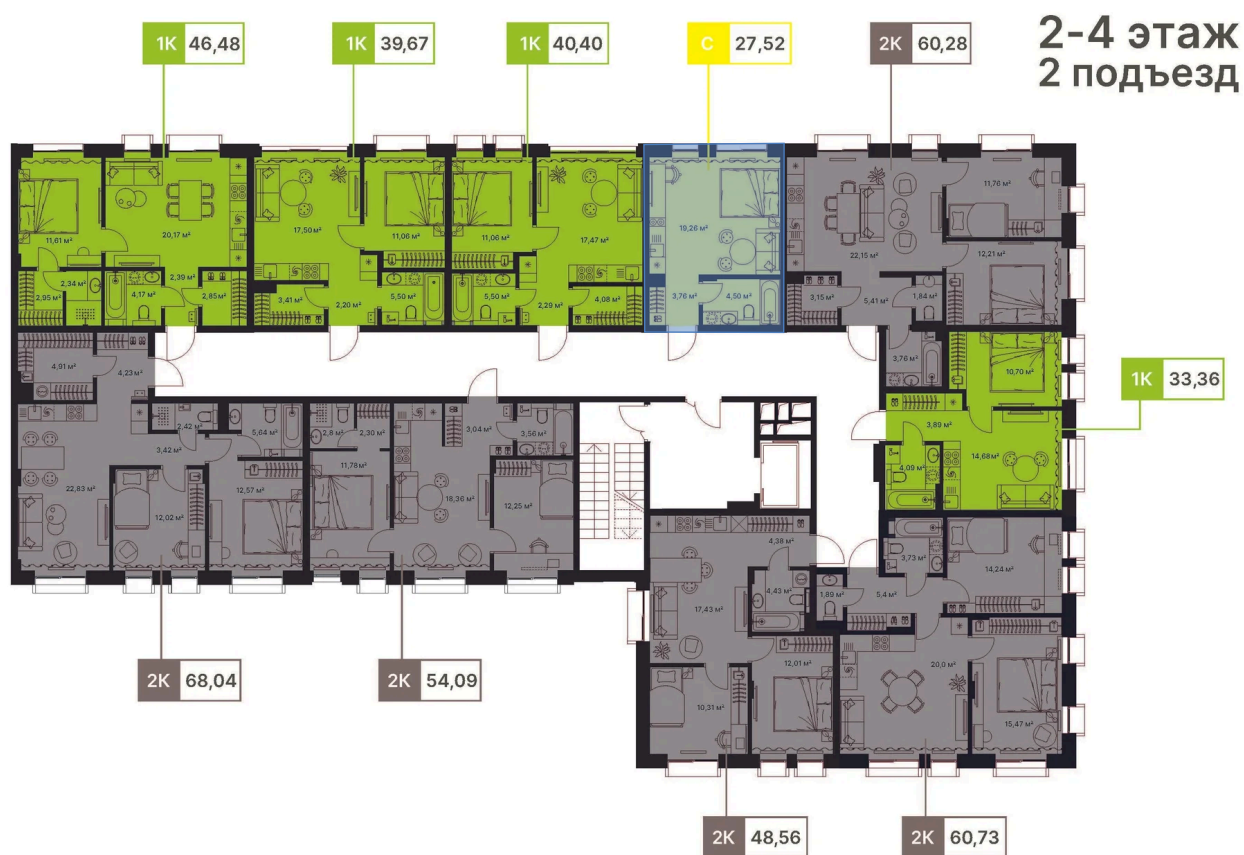 2-4 этаж
2 подъезд
1К 46,48
1К 39,67
1К 40,40
С 27,52
2К 60,28
11,61 м²
20,17 м²
2,34 м²
2,95 м²
4,17 м²
2,39 м²
2,85 м²
17,50 м²
11,06 м²
3,41 м²
2,20 м²
5,50 м²
11,06 м²
17,47 м²
5,50 м²
2,29 м²
4,08 м²
19,26 м²
3,76 м²
4,50 м²
22,15 м²
11,76 м²
12,21 м²
3,15 м²
5,41 м²
1,84 м²
3,76 м²
10,70 м²
3,89 м²
14,68 м²
4,09 м²
1К 33,36
4,91 м²
4,23 м²
2,42 м²
5,64 м²
3,42 м²
22,83 м²
12,02 м²
12,57 м²
2,8 м²
2,30 м²
11,78 м²
3,04 м²
3,56 м²
18,36 м²
12,25 м²
4,38 м²
17,43 м²
4,43 м²
1,89 м²
5,4 м²
3,73 м²
14,24 м²
10,31 м²
12,01 м²
20,0 м²
15,47 м²
2К 68,04
2К 54,09
2К 48,56
2К 60,73